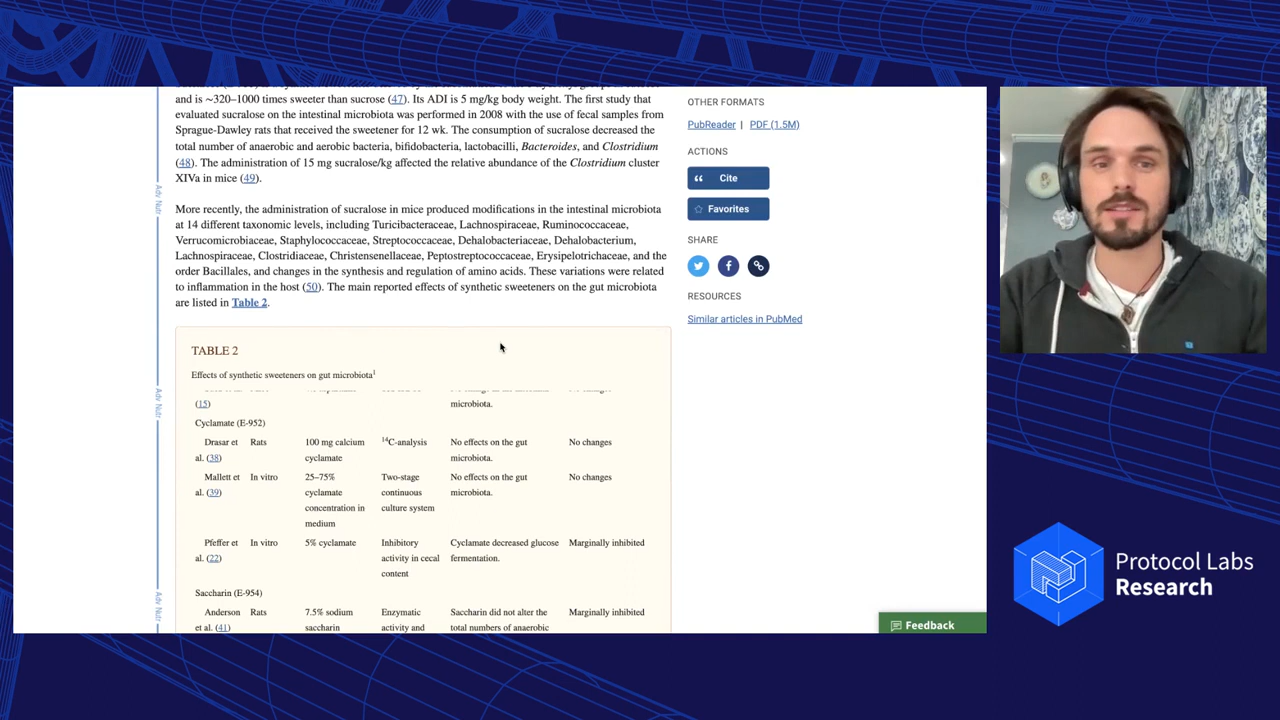 and is ~320–1000 times sweeter than sucrose (47). Its ADI is 5 mg/kg body weight. The first study that
evaluated sucralose on the intestinal microbiota was performed in 2008 with the use of fecal samples from
Sprague-Dawley rats that received the sweetener for 12 wk. The consumption of sucralose decreased the
total number of anaerobic and aerobic bacteria, bifidobacteria, lactobacilli, Bacteroides, and Clostridium
(48). The administration of 15 mg sucralose/kg affected the relative abundance of the Clostridium cluster
XIVa in mice (49).
More recently, the administration of sucralose in mice produced modifications in the intestinal microbiota
at 14 different taxonomic levels, including Turicibacteraceae, Lachnospiraceae, Ruminococcaceae,
Verrucomicrobiaceae, Staphylococcaceae, Streptococcaceae, Dehalobacteriaceae, Dehalobacterium,
Lachnospiraceae, Clostridiaceae, Christensenellaceae, Peptostreptococcaceae, Erysipelotrichaceae, and the
order Bacillales, and changes in the synthesis and regulation of amino acids. These variations were related
to inflammation in the host (50). The main reported effects of synthetic sweeteners on the gut microbiota
are listed in Table 2.
TABLE 2
Effects of synthetic sweeteners on gut microbiota1
(15) microbiota.
Cyclamate (E-952)
Drasar et Rats 100 mg calcium 14C-analysis No effects on the gut No changes
al. (38) cyclamate microbiota.
Mallett et In vitro 25–75% Two-stage No effects on the gut No changes
al. (39) cyclamate continuous microbiota.
concentration in culture system
medium
Pfeffer et In vitro 5% cyclamate Inhibitory Cyclamate decreased glucose Marginally inhibited
al. (22) activity in cecal fermentation.
content
Saccharin (E-954)
Anderson Rats 7.5% sodium Enzymatic Saccharin did not alter the Marginally inhibited
et al. (41) saccharin activity and total numbers of anaerobic
Adv Nutr
Adv Nutr
Adv Nutr
OTHER FORMATS
PubReader | PDF (1.5M)
ACTIONS
Cite
Favorites
SHARE
RESOURCES
Similar articles in PubMed
Feedback
Protocol Labs
Research